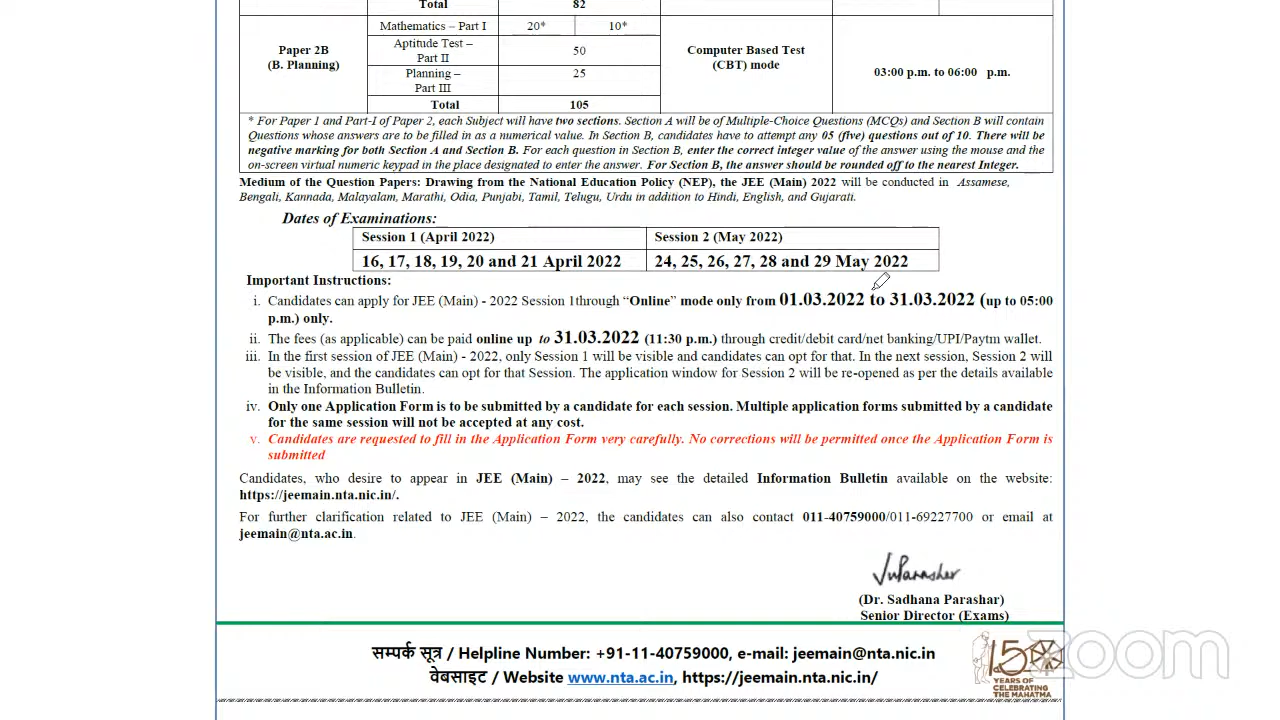 Total 82
Mathematics – Part I 20* 10*
Paper 2B
(B. Planning)
Aptitude Test –
Part II 50
Planning –
Part III 25
Total 105
Computer Based Test
(CBT) mode
03:00 p.m. to 06:00 p.m.
* For Paper 1 and Part-I of Paper 2, each Subject will have two sections. Section A will be of Multiple-Choice Questions (MCQs) and Section B will contain
Questions whose answers are to be filled in as a numerical value. In Section B, candidates have to attempt any 05 (five) questions out of 10. There will be
negative marking for both Section A and Section B. For each question in Section B, enter the correct integer value of the answer using the mouse and the
on-screen virtual numeric keypad in the place designated to enter the answer. For Section B, the answer should be rounded off to the nearest Integer.
Medium of the Question Papers: Drawing from the National Education Policy (NEP), the JEE (Main) 2022 will be conducted in Assamese,
Bengali, Kannada, Malayalam, Marathi, Odia, Punjabi, Tamil, Telugu, Urdu in addition to Hindi, English, and Gujarati.
Dates of Examinations:
Session 1 (April 2022) Session 2 (May 2022)
16, 17, 18, 19, 20 and 21 April 2022 24, 25, 26, 27, 28 and 29 May 2022
Important Instructions:
i. Candidates can apply for JEE (Main) - 2022 Session 1through “Online” mode only from 01.03.2022 to 31.03.2022 (up to 05:00
p.m.) only.
ii. The fees (as applicable) can be paid online up to 31.03.2022 (11:30 p.m.) through credit/debit card/net banking/UPI/Paytm wallet.
iii. In the first session of JEE (Main) - 2022, only Session 1 will be visible and candidates can opt for that. In the next session, Session 2 will
be visible, and the candidates can opt for that Session. The application window for Session 2 will be re-opened as per the details available
in the Information Bulletin.
iv. Only one Application Form is to be submitted by a candidate for each session. Multiple application forms submitted by a candidate
for the same session will not be accepted at any cost.
v. Candidates are requested to fill in the Application Form very carefully. No corrections will be permitted once the Application Form is
submitted
Candidates, who desire to appear in JEE (Main) – 2022, may see the detailed Information Bulletin available on the website:
https://jeemain.nta.nic.in/.
For further clarification related to JEE (Main) – 2022, the candidates can also contact 011-40759000/011-69227700 or email at
jeemain@nta.ac.in.
(Dr. Sadhana Parashar)
Senior Director (Exams)
सम्पर्क सूत्र / Helpline Number: +91-11-40759000, e-mail: jeemain@nta.nic.in
वेबसाइट / Website www.nta.ac.in, https://jeemain.nta.nic.in/
150
YEARS OF
CELEBRATING
THE MAHATMA
zoom